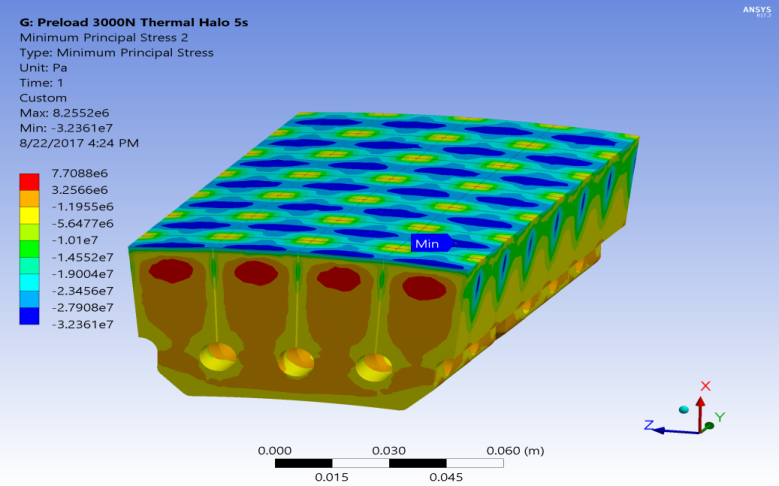 ANSYS
R17.2
G: Preload 3000N Thermal Halo 5s
Minimum Principal Stress 2
Type: Minimum Principal Stress
Unit: Pa
Time: 1
Custom
Max: 8.2552e6
Min: -3.2361e7
8/22/2017 4:24 PM
7.7088e6
3.2566e6
-1.1955e6
-5.6477e6
-1.01e7
-1.4552e7
-1.9004e7
-2.3456e7
-2.7908e7
-3.2361e7
Min
X
Y
Z
0.000 0.030 0.060 (m)
0.015 0.045